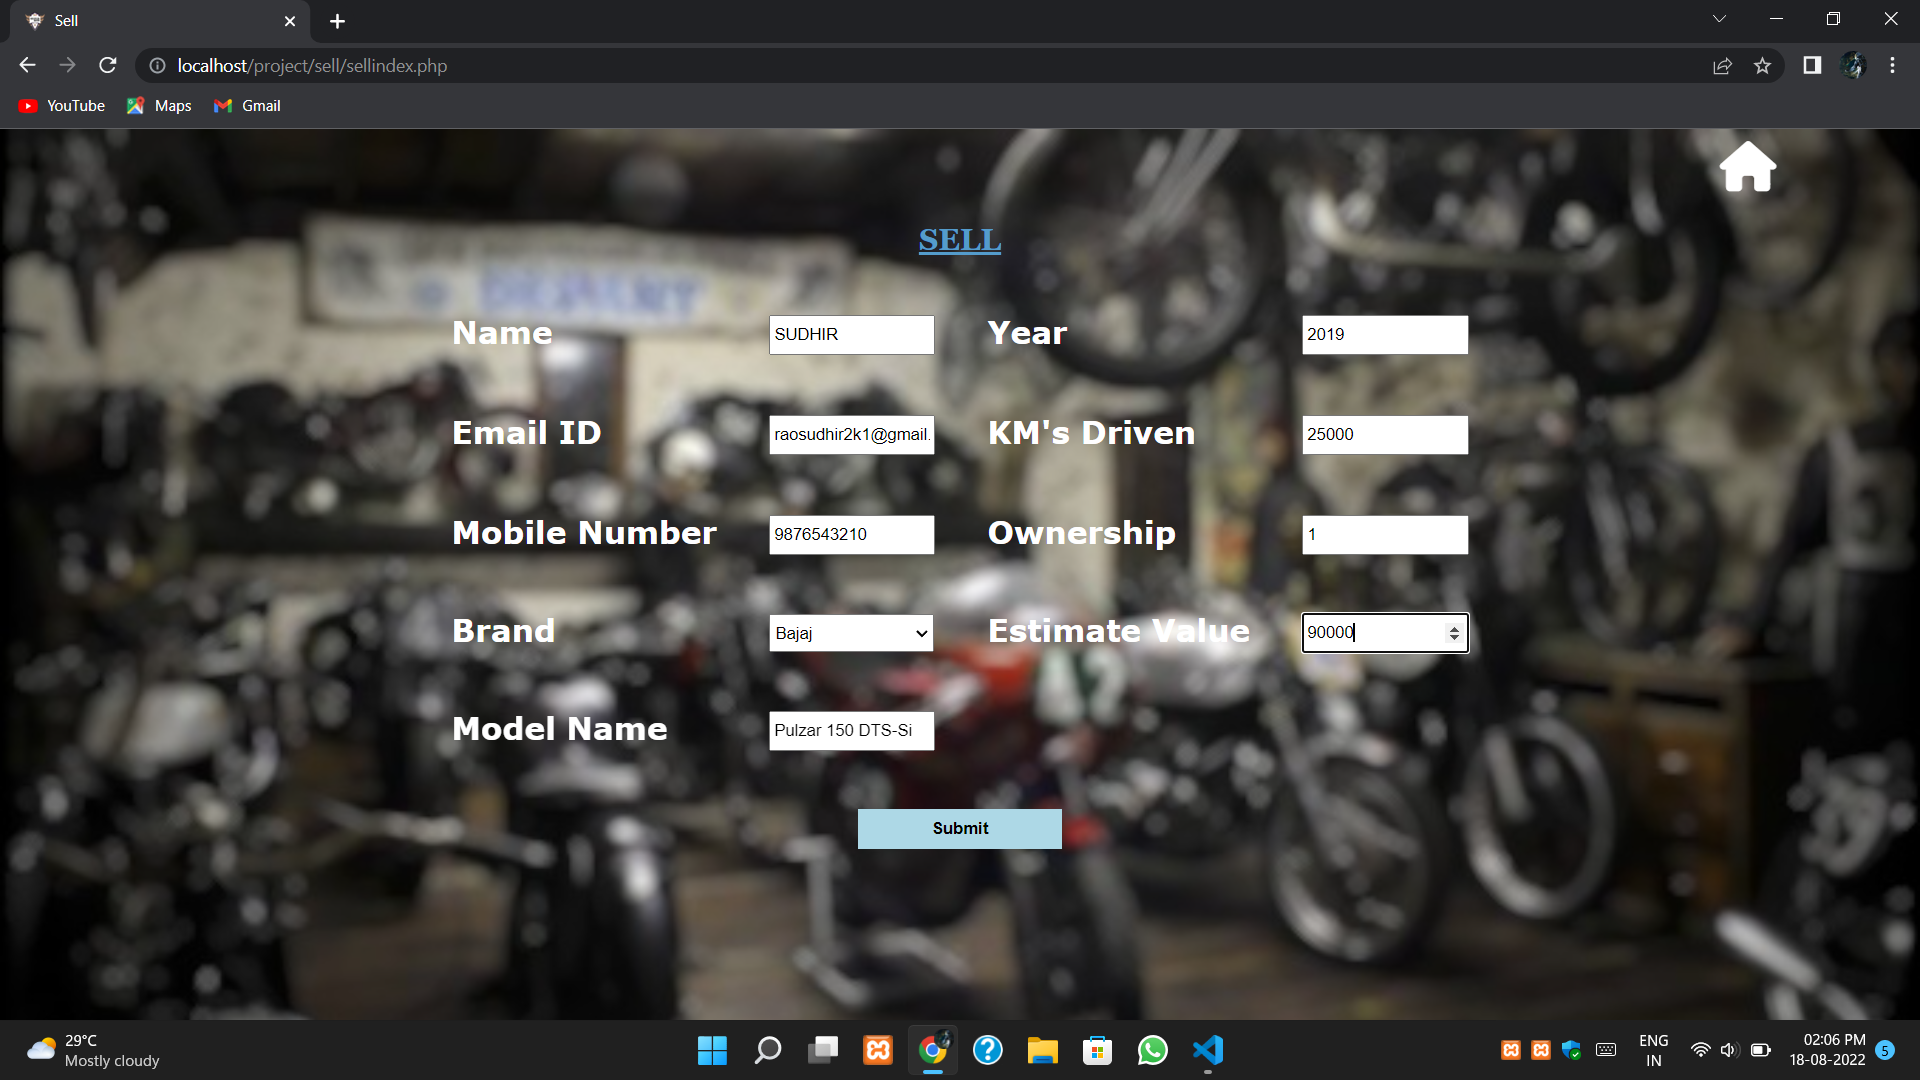 Sell
localhost/project/sell/sellindex.php
YouTube Maps Gmail
SELL
Name SUDHIR Year 2019
Email ID raosudhir2k1@gmail. KM's Driven 25000
Mobile Number 9876543210 Ownership 1
Brand Bajaj Estimate Value 90000
Model Name Pulzar 150 DTS-Si
Submit
29°C
Mostly cloudy
ENG
IN
02:06 PM
18-08-2022
5